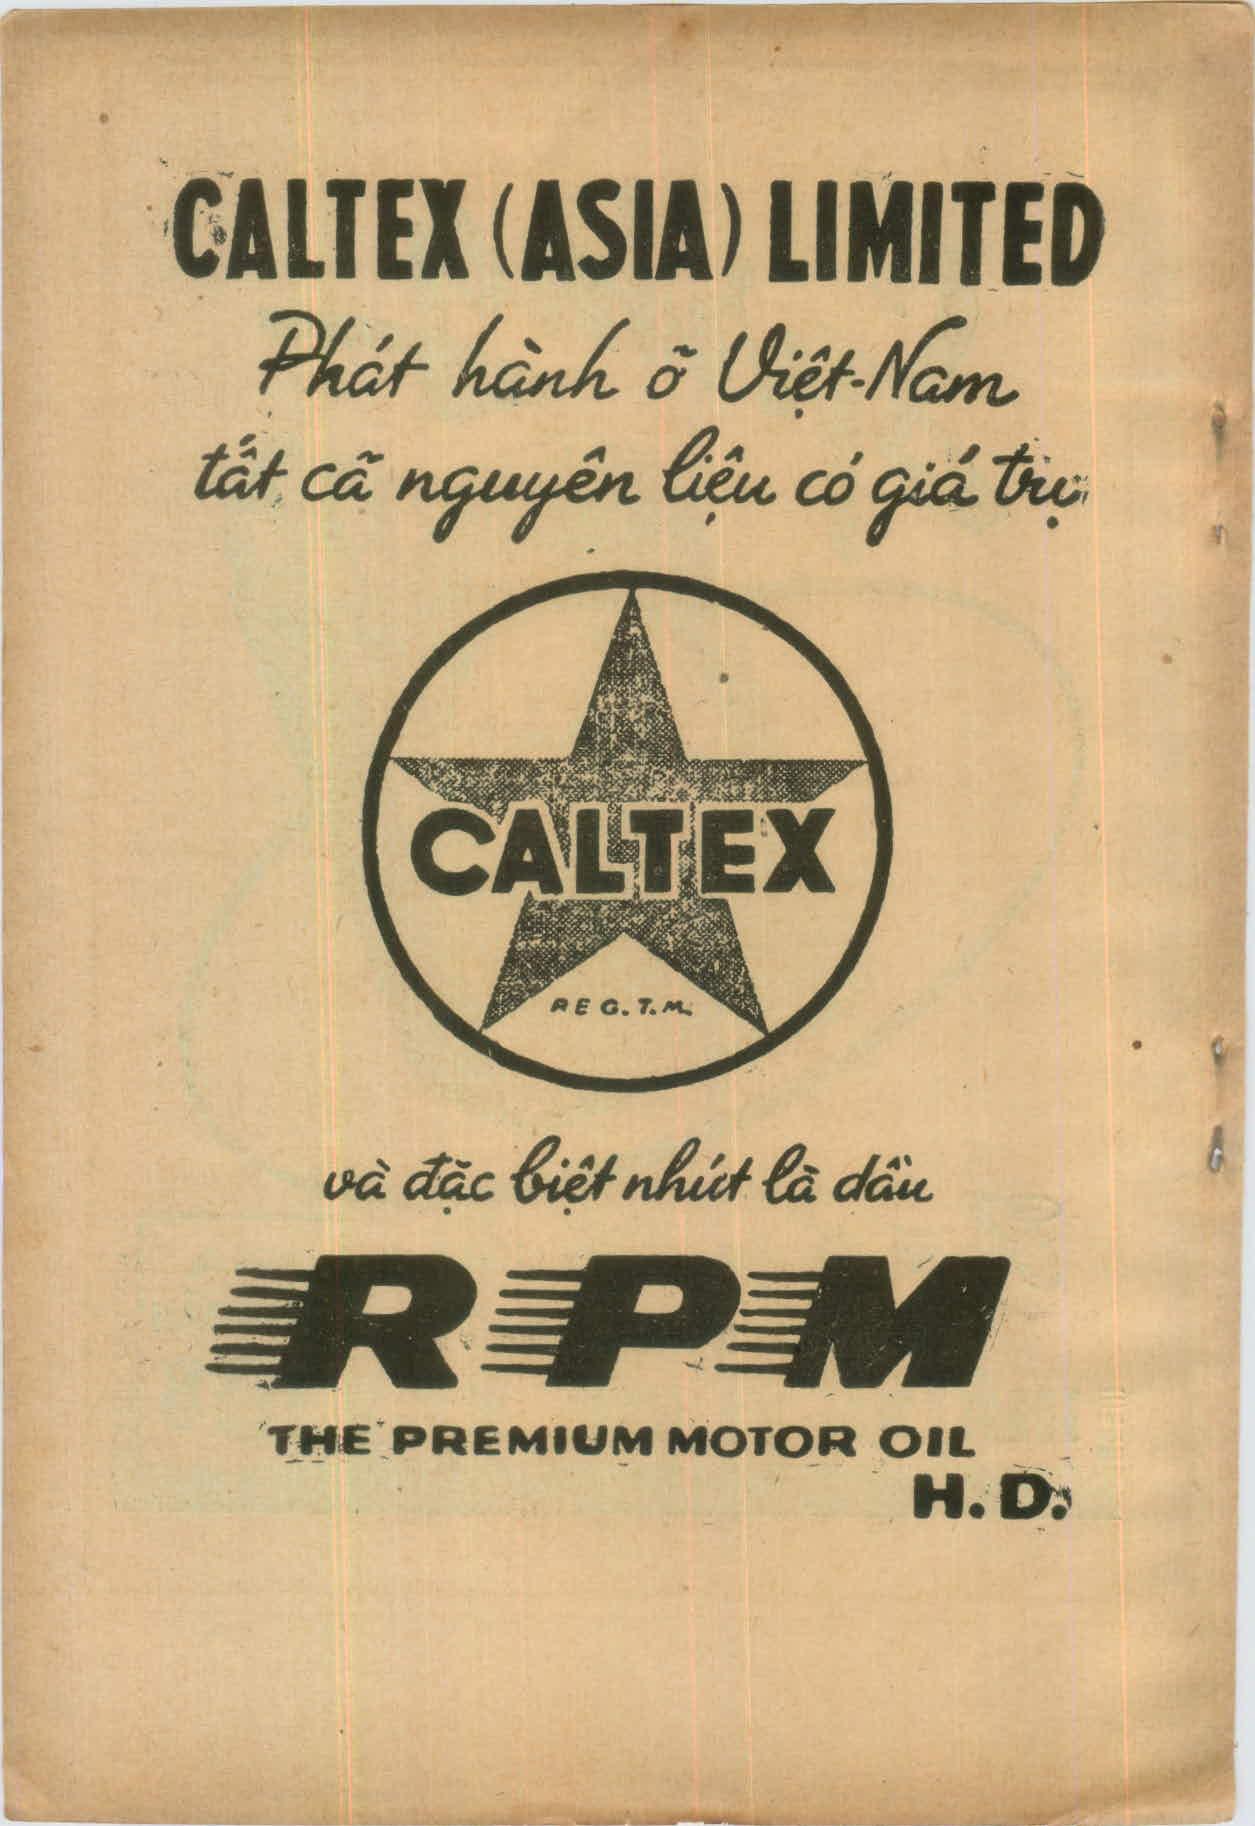 CALTEX (ASIA) LIMITED
Phát hành õ Việt-Nam
tất cã nguyên liệu có giá trị
CALTEX
REG. T.M.
và đặc biệt nhứt là dầu
RPM
THE PREMIUM MOTOR OIL
H. D.